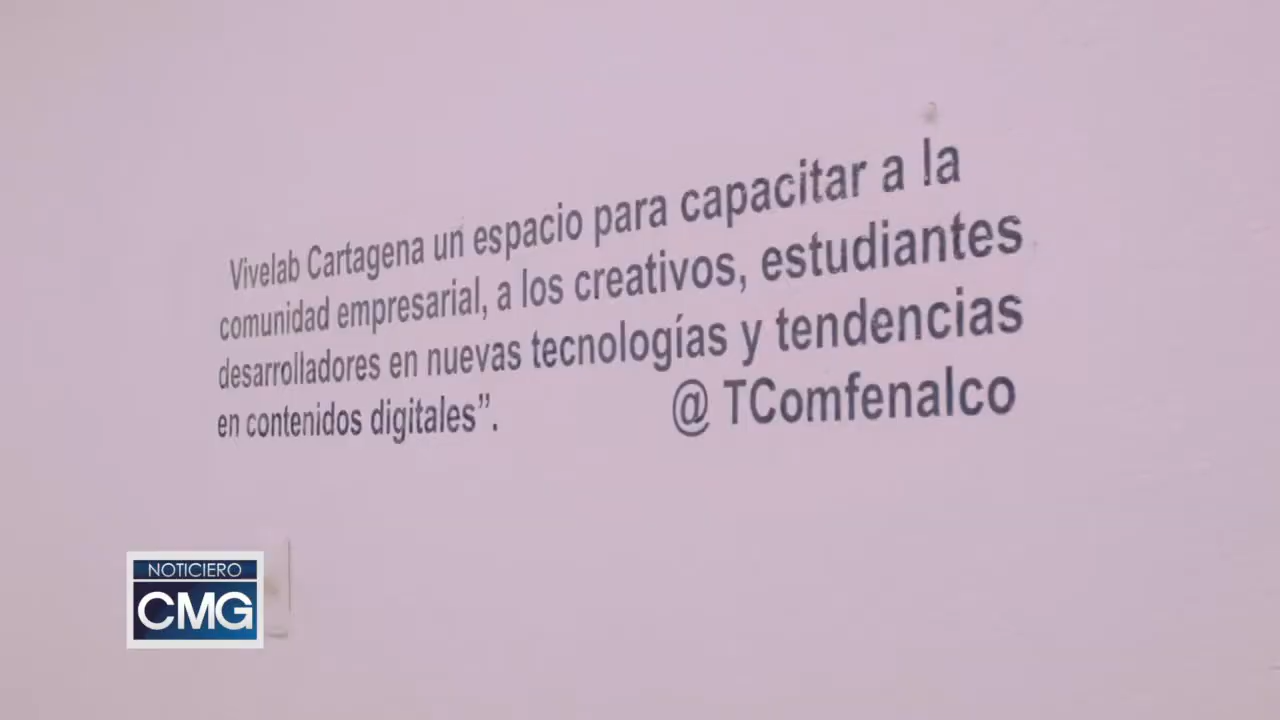 Vivelab Cartagena un espacio para capacitar a la
comunidad empresarial, a los creativos, estudiantes
desarrolladores en nuevas tecnologías y tendencias
en contenidos digitales”. @ TComfenalco
NOTICIERO
CMG